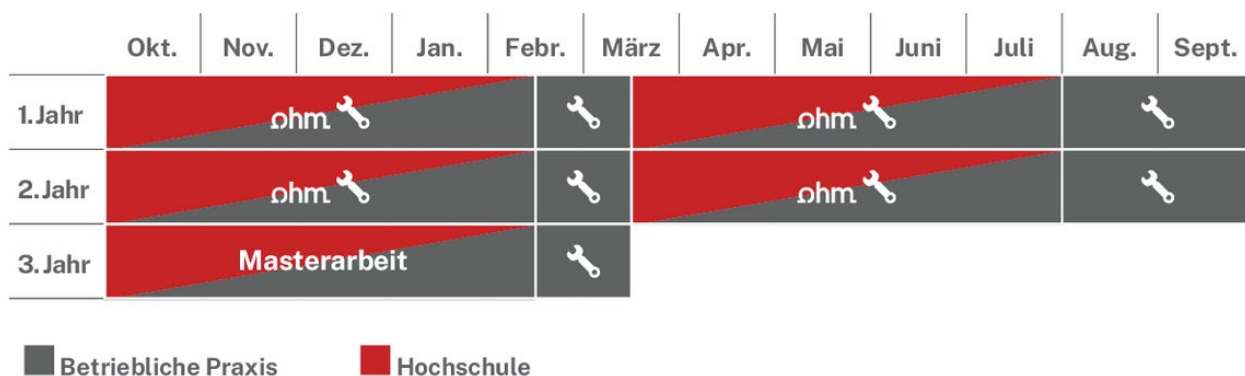 Okt. Nov. Dez. Jan. Febr. März Apr. Mai Juni Juli Aug. Sept.
1. Jahr ohm ohm
2. Jahr ohm ohm
3. Jahr Masterarbeit
Betriebliche Praxis Hochschule